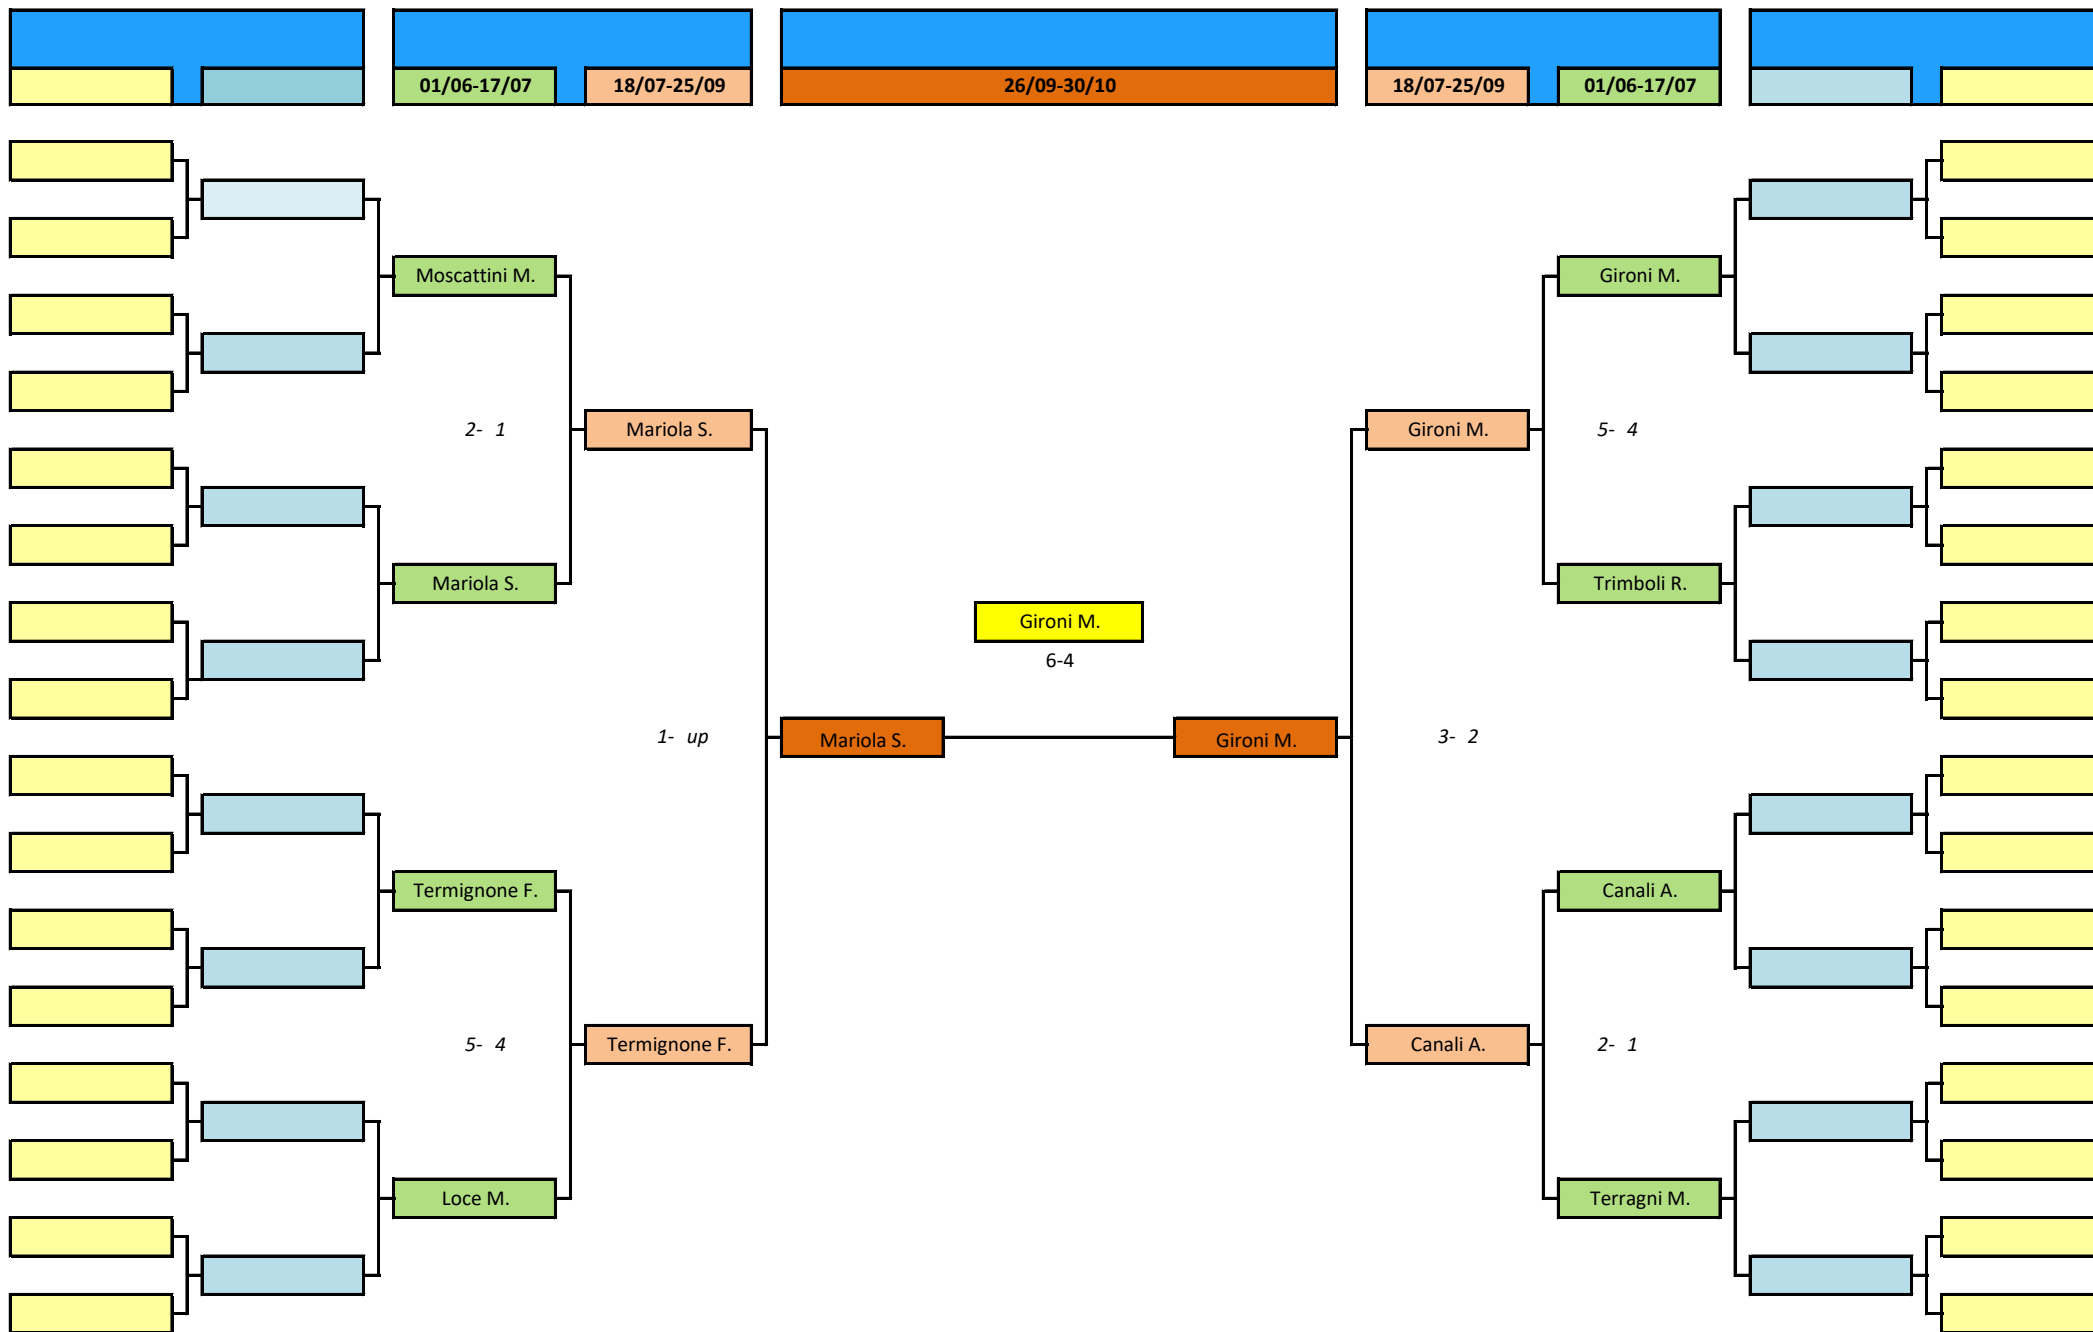 01/06-17/07 18/07-25/09 26/09-30/10 18/07-25/09 01/06-17/07
Moscattini M. Gironi M.
2- 1 Mariola S. Gironi M. 5- 4
Mariola S. Trimboli R.
Gironi M.
6-4
1- up Mariola S. Gironi M. 3- 2
Termignone F. Canali A.
5- 4 Termignone F. Canali A. 2- 1
Loce M. Terragni M.